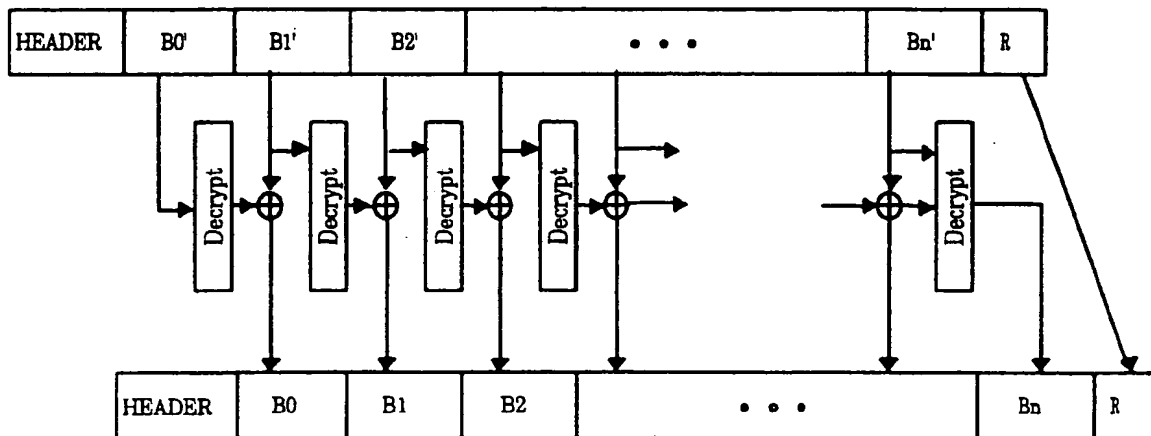 HEADER B0' B1' B2' • • • Bn' R
Decrypt Decrypt Decrypt Decrypt Decrypt
HEADER B0 B1 B2 • • • Bn R